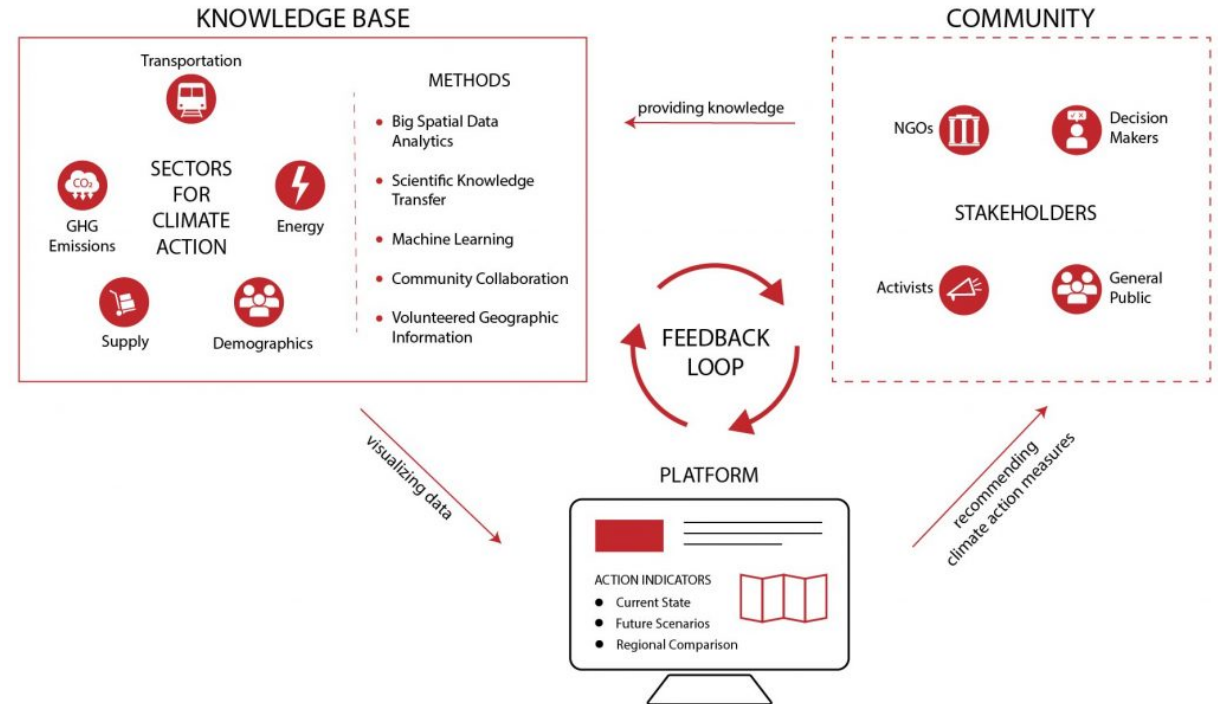 KNOWLEDGE BASE
Transportation
CO₂
GHG
Emissions
SECTORS
FOR
CLIMATE
ACTION
Energy
Supply
Demographics
METHODS
Big Spatial Data
Analytics
Scientific Knowledge
Transfer
Machine Learning
Community Collaboration
Volunteered Geographic
Information
providing knowledge
COMMUNITY
NGOs
Decision
Makers
STAKEHOLDERS
Activists
General
Public
FEEDBACK
LOOP
visualizing data
PLATFORM
ACTION INDICATORS
Current State
Future Scenarios
Regional Comparison
recommending
climate action measures